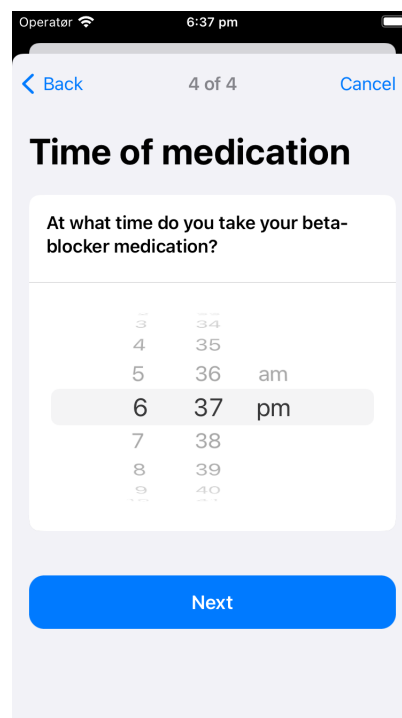 Operatør 6:37 pm
Back 4 of 4 Cancel
Time of medication
At what time do you take your beta-
blocker medication?
3 34
4 35
5 36 am
6 37 pm
7 38
8 39
9 40
Next